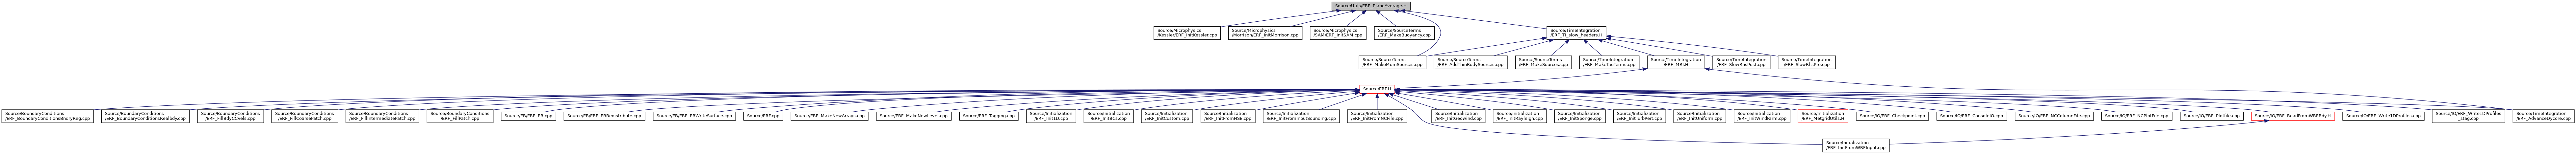 Source/Utils/ERF_PlaneAverage.H
Source/Microphysics
/Kessler/ERF_InitKessler.cpp
Source/Microphysics
/Morrison/ERF_InitMorrison.cpp
Source/Microphysics
/SAM/ERF_InitSAM.cpp
Source/SourceTerms
/ERF_MakeBuoyancy.cpp
Source/TimeIntegration
/ERF_TI_slow_headers.H
Source/SourceTerms
/ERF_MakeMomSources.cpp
Source/SourceTerms
/ERF_AddThinBodySources.cpp
Source/SourceTerms
/ERF_MakeSources.cpp
Source/TimeIntegration
/ERF_MakeTauTerms.cpp
Source/TimeIntegration
/ERF_MRI.H
Source/TimeIntegration
/ERF_SlowRhsPost.cpp
Source/TimeIntegration
/ERF_SlowRhsPre.cpp
Source/ERF.H
Source/BoundaryConditions
/ERF_BoundaryConditionsBndryReg.cpp
Source/BoundaryConditions
/ERF_BoundaryConditionsRealbdy.cpp
Source/BoundaryConditions
/ERF_FillBdyCCVels.cpp
Source/BoundaryConditions
/ERF_FillCoarsePatch.cpp
Source/BoundaryConditions
/ERF_FillIntermediatePatch.cpp
Source/BoundaryConditions
/ERF_FillPatch.cpp
Source/EB/ERF_EB.cpp
Source/EB/ERF_EBRedistribute.cpp
Source/EB/ERF_EBWriteSurface.cpp
Source/ERF.cpp
Source/ERF_MakeNewArrays.cpp
Source/ERF_MakeNewLevel.cpp
Source/ERF_Tagging.cpp
Source/Initialization
/ERF_Init1D.cpp
Source/Initialization
/ERF_InitBCs.cpp
Source/Initialization
/ERF_InitCustom.cpp
Source/Initialization
/ERF_InitFromHSE.cpp
Source/Initialization
/ERF_InitFromInputSounding.cpp
Source/Initialization
/ERF_InitFromNCFile.cpp
Source/Initialization
/ERF_InitGeowind.cpp
Source/Initialization
/ERF_InitRayleigh.cpp
Source/Initialization
/ERF_InitSponge.cpp
Source/Initialization
/ERF_InitTurbPert.cpp
Source/Initialization
/ERF_InitUniform.cpp
Source/Initialization
/ERF_InitWindFarm.cpp
Source/Initialization
/ERF_MetgridUtils.H
Source/IO/ERF_Checkpoint.cpp
Source/IO/ERF_ConsoleIO.cpp
Source/IO/ERF_NCColumnFile.cpp
Source/IO/ERF_NCPlotFile.cpp
Source/IO/ERF_Plotfile.cpp
Source/IO/ERF_ReadFromWRFBdy.H
Source/IO/ERF_Write1DProfiles.cpp
Source/IO/ERF_Write1DProfiles
_stag.cpp
Source/TimeIntegration
/ERF_AdvanceDycore.cpp
Source/Initialization
/ERF_InitFromWRFInput.cpp